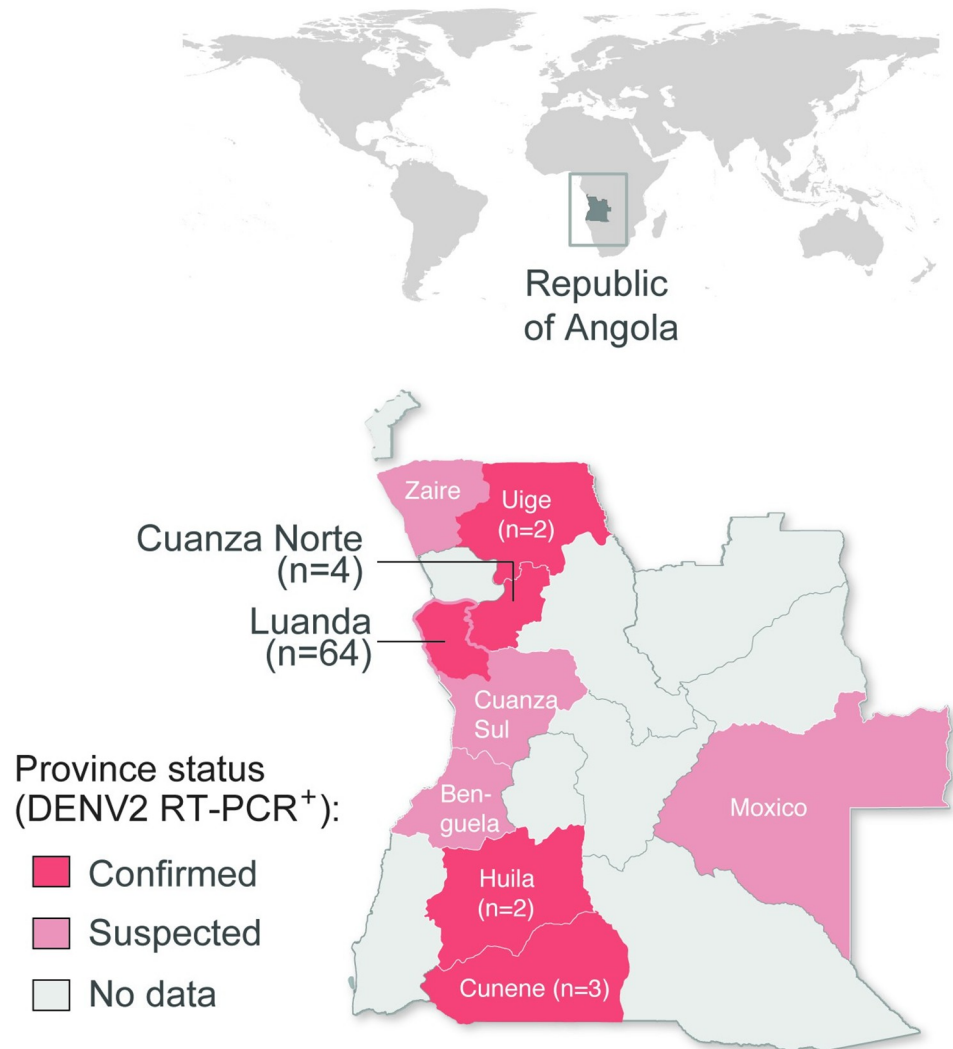 Republic
of Angola
Zaire
Uige
(n=2)
Cuanza Norte
(n=4)
Luanda
(n=64)
Cuanza
Sul
Ben-
guela
Moxico
Huila
(n=2)
Cunene (n=3)
Province status
(DENV2 RT-PCR⁺):
Confirmed
Suspected
No data